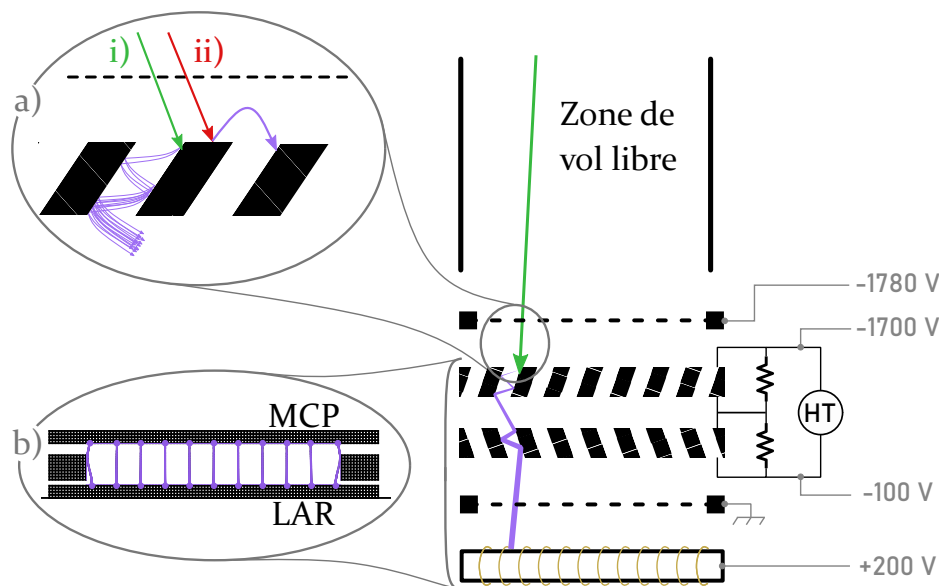 i)
ii)
a)
Zone de
vol libre
-1780 V
-1700 V
HT
b)
MCP
LAR
-100 V
+200 V